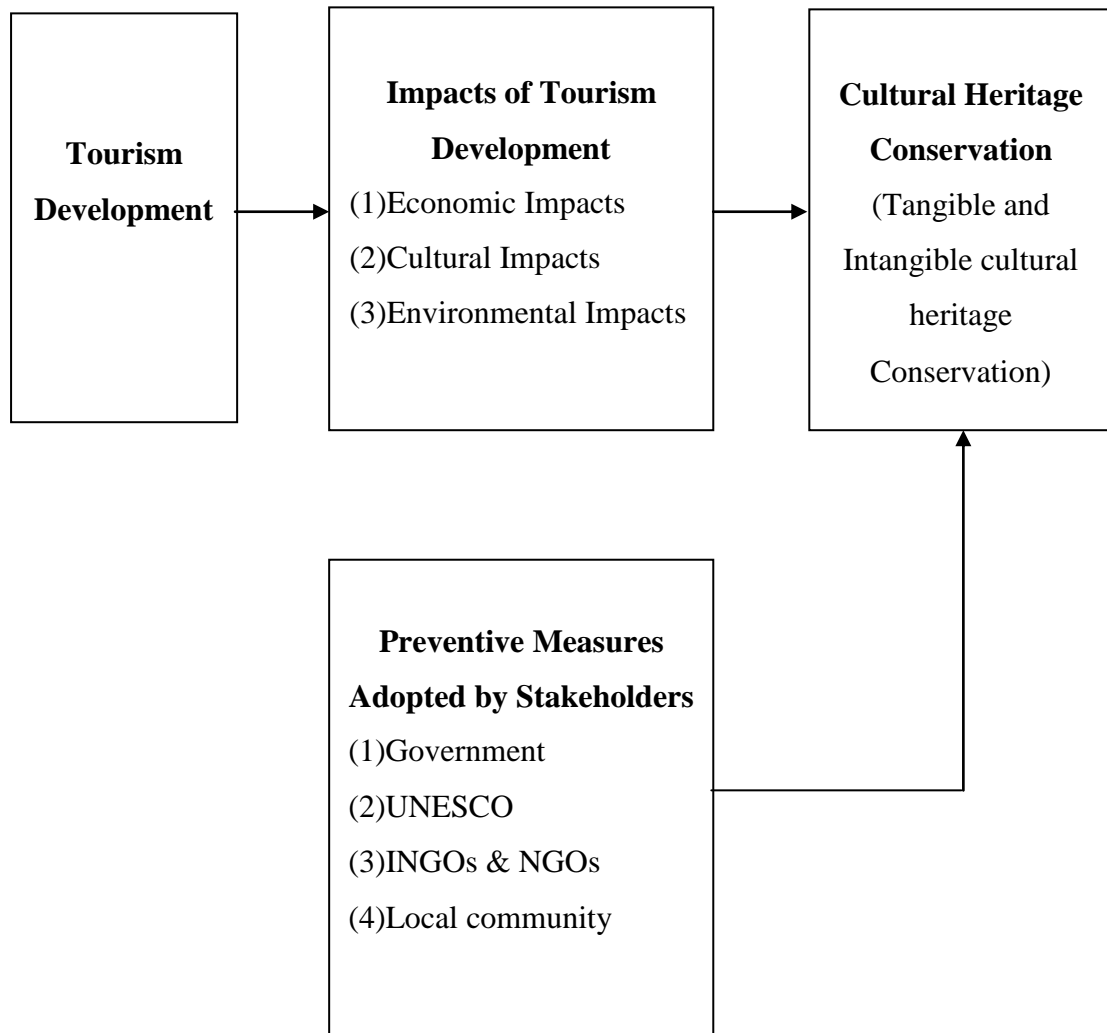 Tourism
Development
Impacts of Tourism
Development
(1)Economic Impacts
(2)Cultural Impacts
(3)Environmental Impacts
Cultural Heritage
Conservation
(Tangible and
Intangible cultural
heritage
Conservation)
Preventive Measures
Adopted by Stakeholders
(1)Government
(2)UNESCO
(3)INGOs & NGOs
(4)Local community